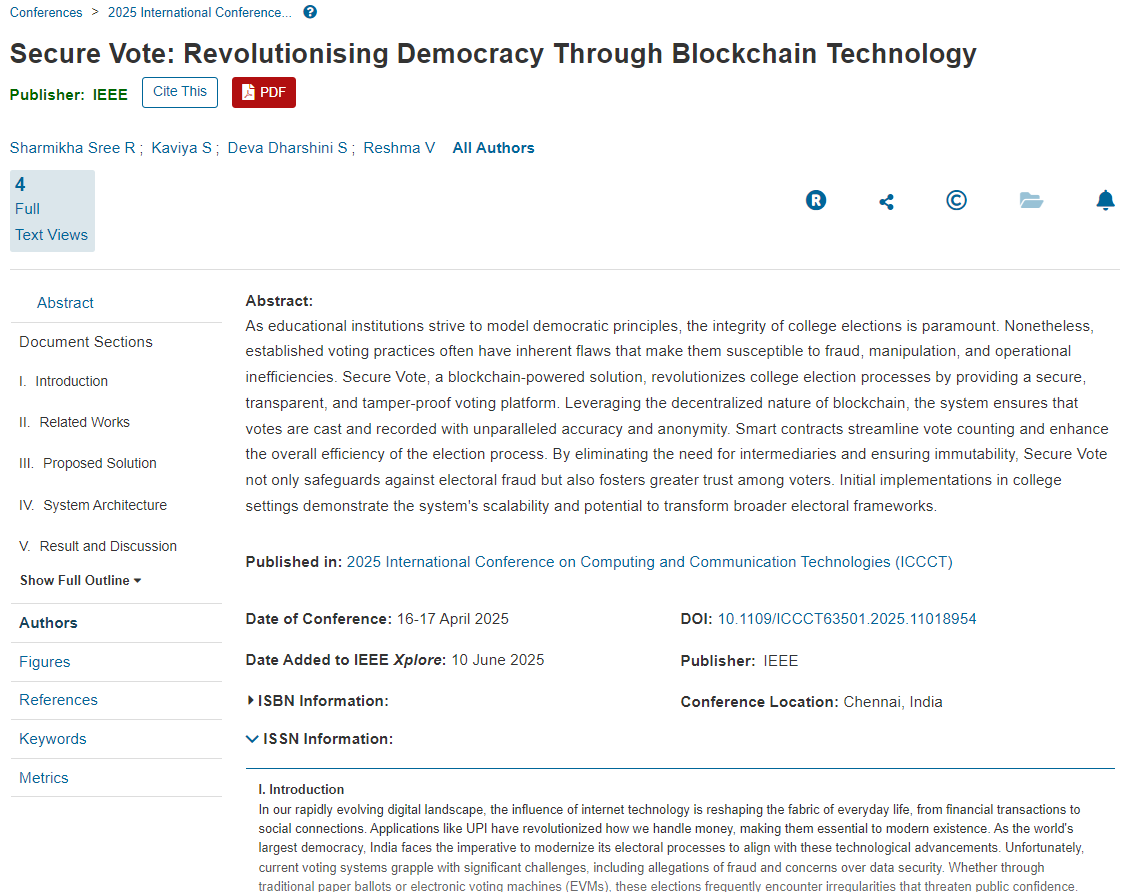 Conferences > 2025 International Conference... ?
Secure Vote: Revolutionising Democracy Through Blockchain Technology
Publisher: IEEE Cite This PDF
Sharmikha Sree R ; Kaviya S ; Deva Dharshini S ; Reshma V All Authors
4
Full
Text Views
R ©
Abstract
Document Sections
I. Introduction
II. Related Works
III. Proposed Solution
IV. System Architecture
V. Result and Discussion
Show Full Outline
Authors
Figures
References
Keywords
Metrics
Abstract:
As educational institutions strive to model democratic principles, the integrity of college elections is paramount. Nonetheless,
established voting practices often have inherent flaws that make them susceptible to fraud, manipulation, and operational
inefficiencies. Secure Vote, a blockchain-powered solution, revolutionizes college election processes by providing a secure,
transparent, and tamper-proof voting platform. Leveraging the decentralized nature of blockchain, the system ensures that
votes are cast and recorded with unparalleled accuracy and anonymity. Smart contracts streamline vote counting and enhance
the overall efficiency of the election process. By eliminating the need for intermediaries and ensuring immutability, Secure Vote
not only safeguards against electoral fraud but also fosters greater trust among voters. Initial implementations in college
settings demonstrate the system's scalability and potential to transform broader electoral frameworks.
Published in: 2025 International Conference on Computing and Communication Technologies (ICCCT)
Date of Conference: 16-17 April 2025
DOI: 10.1109/ICCCT63501.2025.11018954
Date Added to IEEE Xplore: 10 June 2025
Publisher: IEEE
ISBN Information:
Conference Location: Chennai, India
ISSN Information:
I. Introduction
In our rapidly evolving digital landscape, the influence of internet technology is reshaping the fabric of everyday life, from financial transactions to
social connections. Applications like UPI have revolutionized how we handle money, making them essential to modern existence. As the world's
largest democracy, India faces the imperative to modernize its electoral processes to align with these technological advancements. Unfortunately,
current voting systems grapple with significant challenges, including allegations of fraud and concerns over data security. Whether through
traditional paper ballots or electronic voting machines (EVMs), these elections frequently encounter irregularities that threaten public confidence.